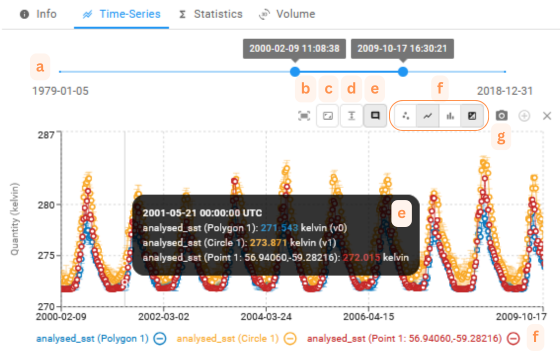 Info Time-Series Σ Statistics Volume
2000-02-09 11:08:38 2009-10-17 16:30:21
a
1979-01-05 2018-12-31
b c d e f
g
287
280
275
270
Quantity (kelvin)
2001-05-21 00:00:00 UTC
e
analysed_sst (Polygon 1): 271.543 kelvin (v0)
analysed_sst (Circle 1): 273.871 kelvin (v1)
analysed_sst (Point 1: 56.94060,-59.28216): 272.015 kelvin
2000-02-09 2002-03-02 2004-03-24 2006-04-15 2009-10-17
analysed_sst (Polygon 1) analysed_sst (Circle 1) analysed_sst (Point 1: 56.94060,-59.28216) f